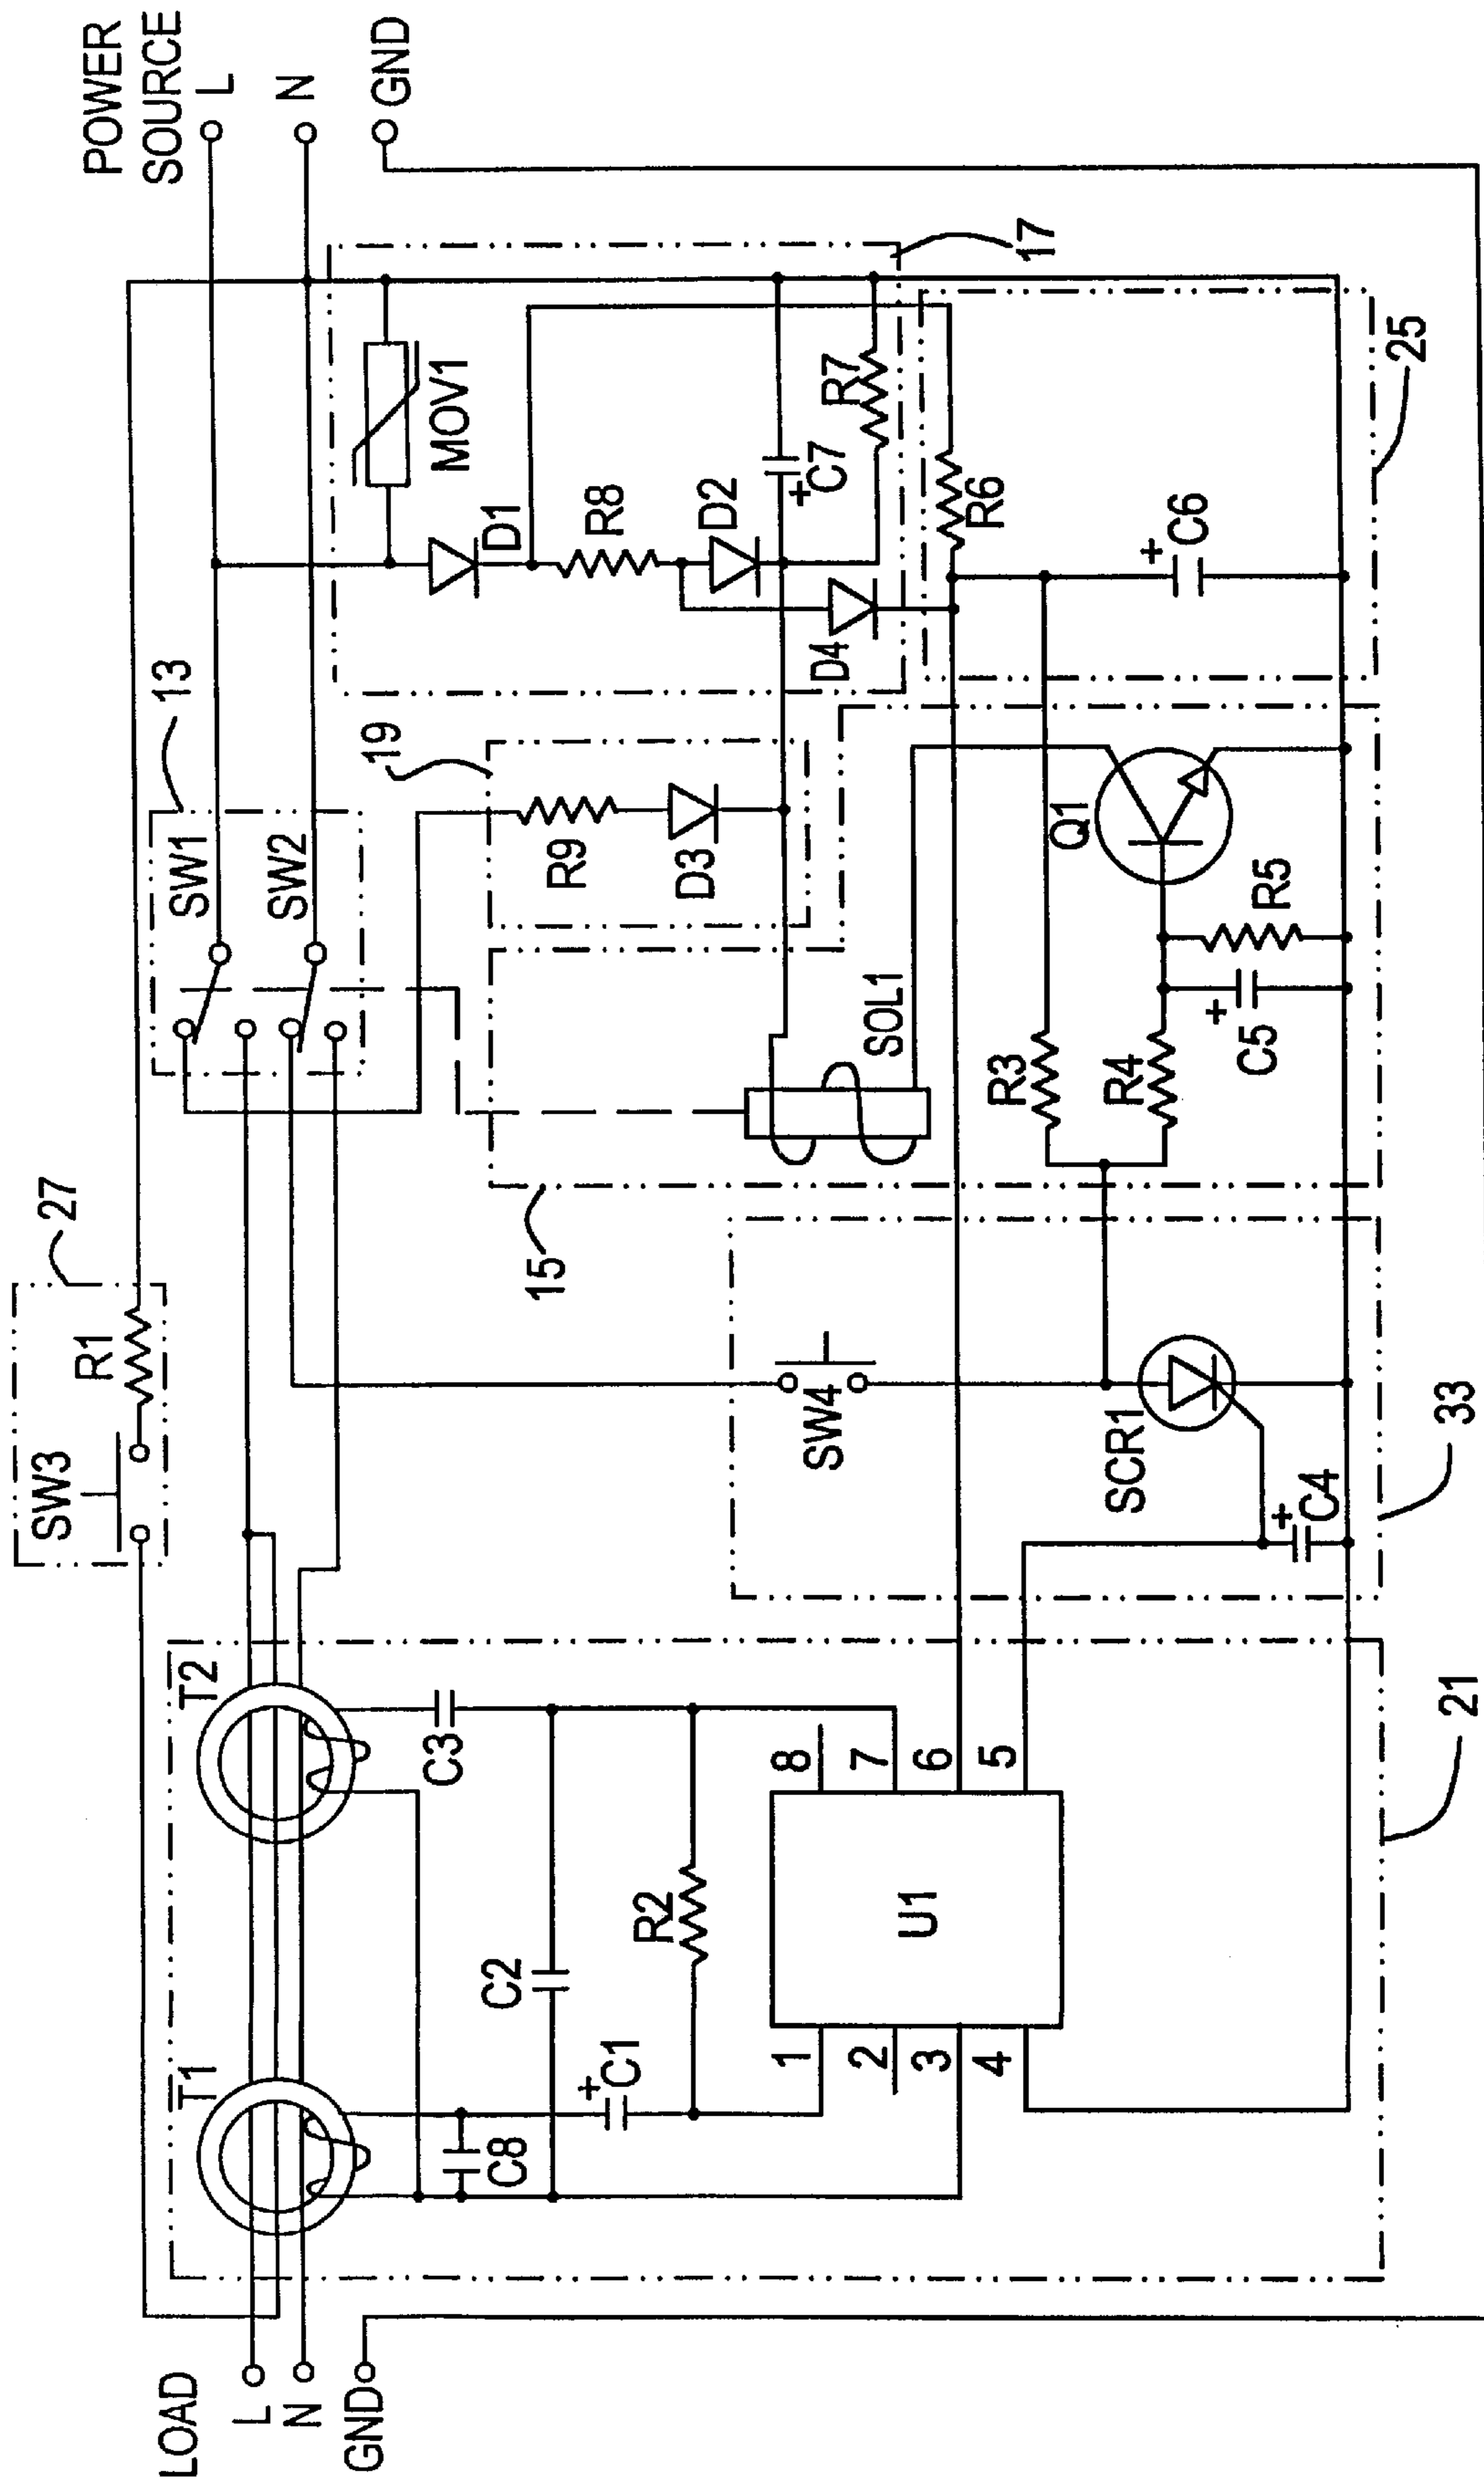 POWER
SOURCE
L
N
GND
13
SW1
SW2
19
R9
D3
MOV1
D1
R8
D2
D4
C7
R7
17
R6
C6
25
27
R1
SW3
15
SOL1
Q1
R3
R4
C5
R5
SW4
SCR1
C4
33
T2
T1
C3
C2
C8
C1
R2
U1
8
7
6
5
1
2
3
4
21
LOAD
L
N
GND